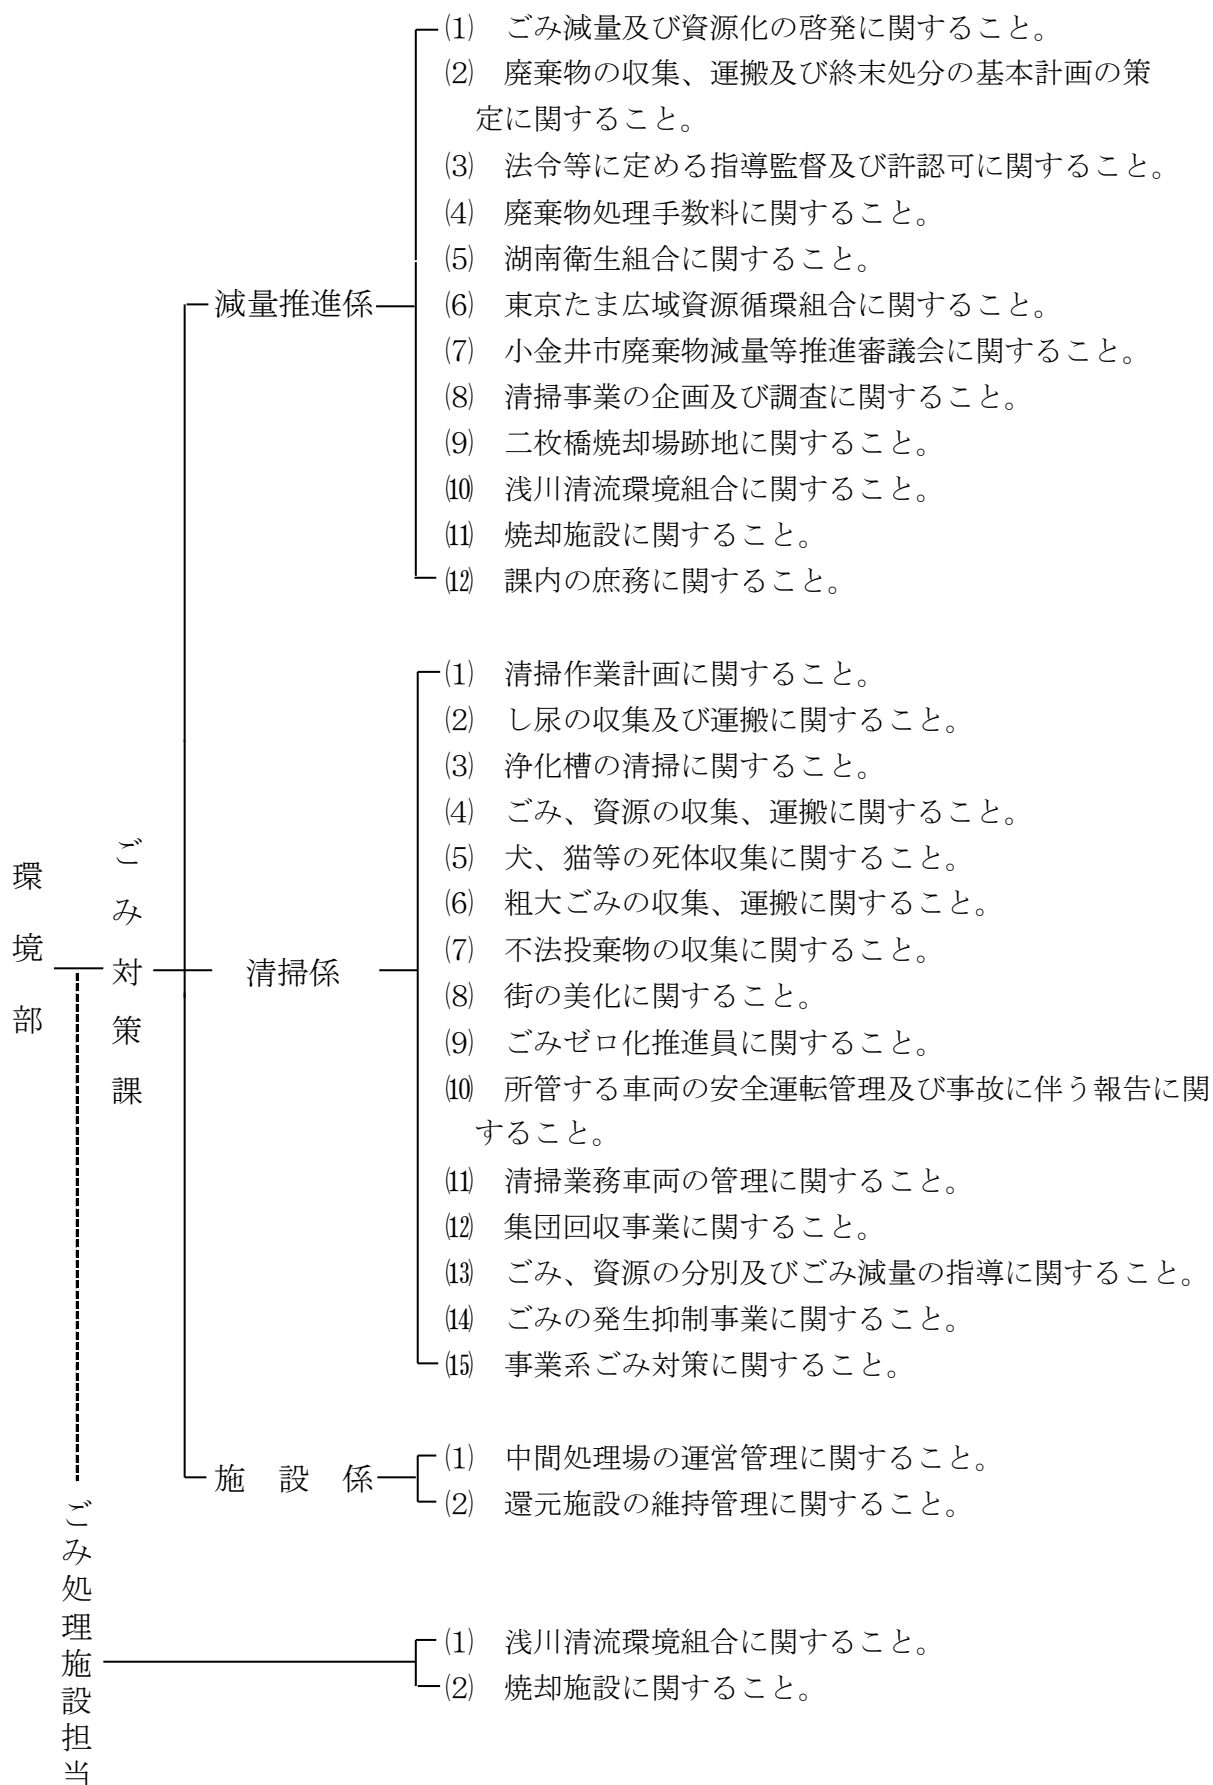 環境部
ごみ対策課
減量推進係
⑴　ごみ減量及び資源化の啓発に関すること。
⑵　廃棄物の収集、運搬及び終末処分の基本計画の策
定に関すること。
⑶　法令等に定める指導監督及び許認可に関すること。
⑷　廃棄物処理手数料に関すること。
⑸　湖南衛生組合に関すること。
⑹　東京たま広域資源循環組合に関すること。
⑺　小金井市廃棄物減量等推進審議会に関すること。
⑻　清掃事業の企画及び調査に関すること。
⑼　二枚橋焼却場跡地に関すること。
⑽　浅川清流環境組合に関すること。
⑾　焼却施設に関すること。
⑿　課内の庶務に関すること。
清掃係
⑴　清掃作業計画に関すること。
⑵　し尿の収集及び運搬に関すること。
⑶　浄化槽の清掃に関すること。
⑷　ごみ、資源の収集、運搬に関すること。
⑸　犬、猫等の死体収集に関すること。
⑹　粗大ごみの収集、運搬に関すること。
⑺　不法投棄物の収集に関すること。
⑻　街の美化に関すること。
⑼　ごみゼロ化推進員に関すること。
⑽　所管する車両の安全運転管理及び事故に伴う報告に関
すること。
⑾　清掃業務車両の管理に関すること。
⑿　集団回収事業に関すること。
⒀　ごみ、資源の分別及びごみ減量の指導に関すること。
⒁　ごみの発生抑制事業に関すること。
⒂　事業系ごみ対策に関すること。
施　設　係
⑴　中間処理場の運営管理に関すること。
⑵　還元施設の維持管理に関すること。
ごみ処理施設担当
⑴　浅川清流環境組合に関すること。
⑵　焼却施設に関すること。